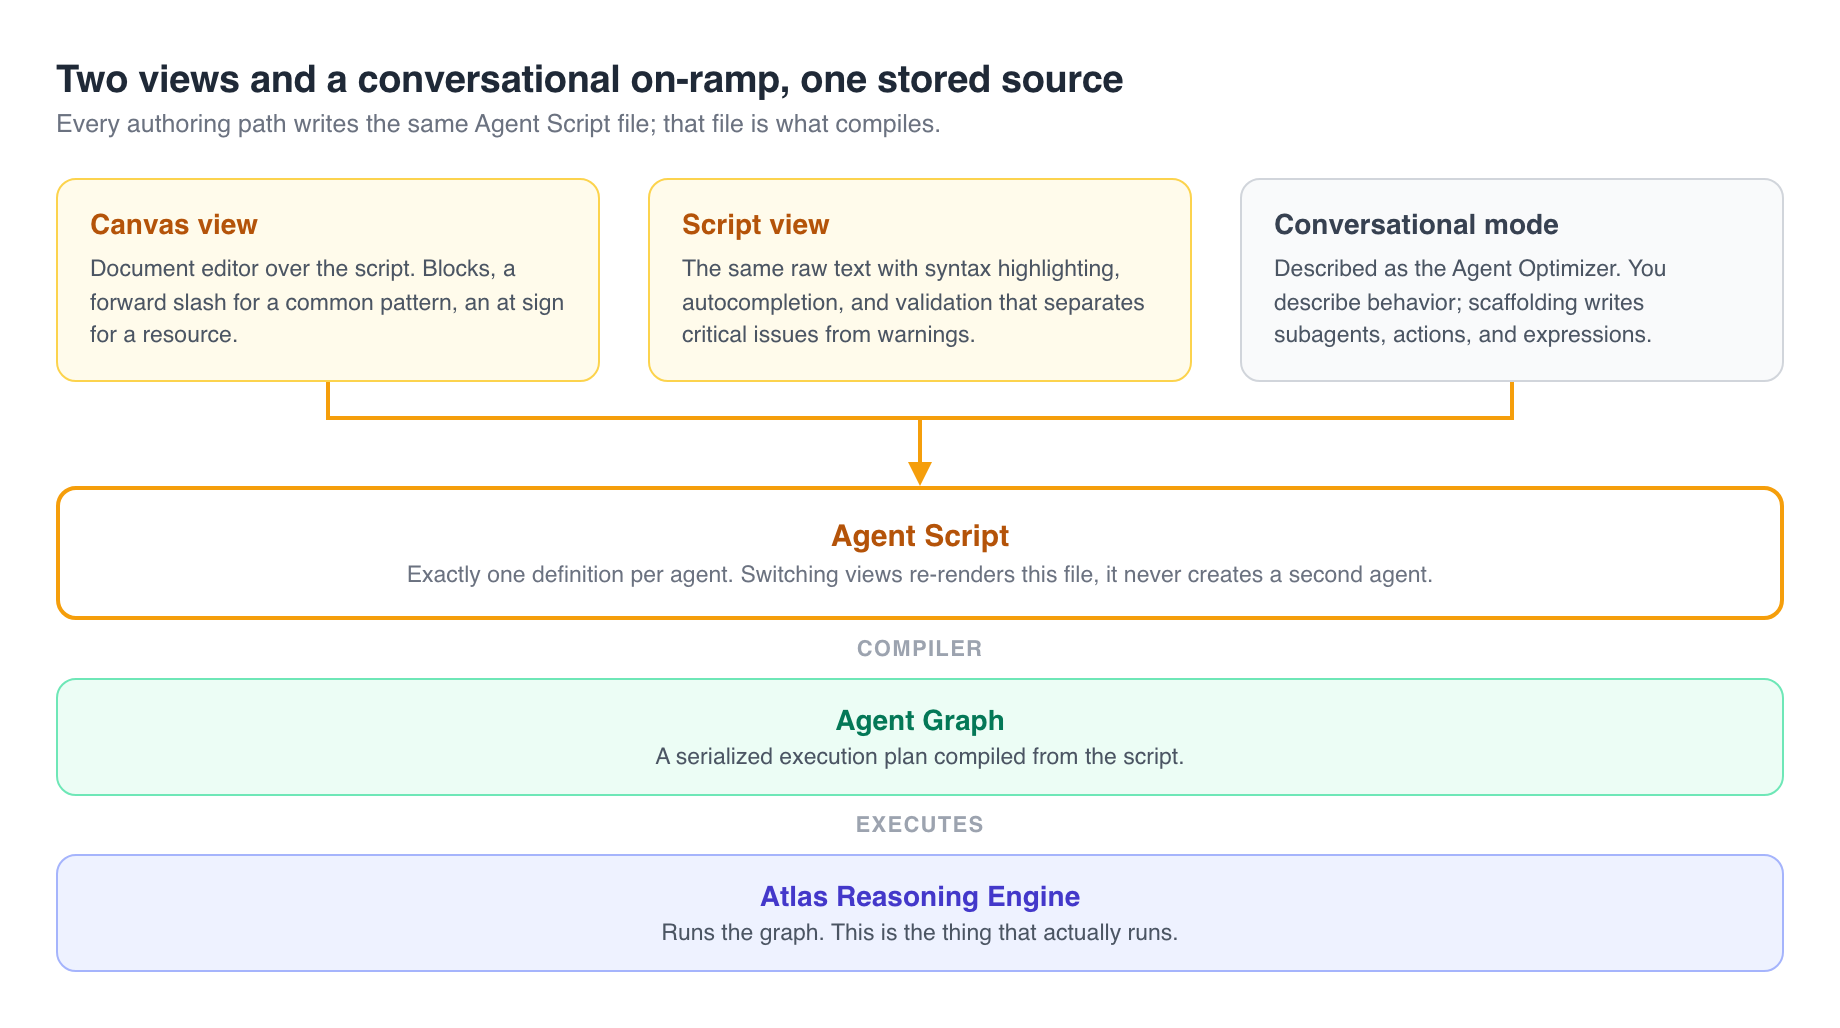 Two views and a conversational on-ramp, one stored source
Every authoring path writes the same Agent Script file; that file is what compiles.
Canvas view
Document editor over the script. Blocks, a
forward slash for a common pattern, an at sign
for a resource.
Script view
The same raw text with syntax highlighting,
autocompletion, and validation that separates
critical issues from warnings.
Conversational mode
Described as the Agent Optimizer. You
describe behavior; scaffolding writes
subagents, actions, and expressions.
Agent Script
Exactly one definition per agent. Switching views re-renders this file, it never creates a second agent.
COMPILER
Agent Graph
A serialized execution plan compiled from the script.
EXECUTES
Atlas Reasoning Engine
Runs the graph. This is the thing that actually runs.